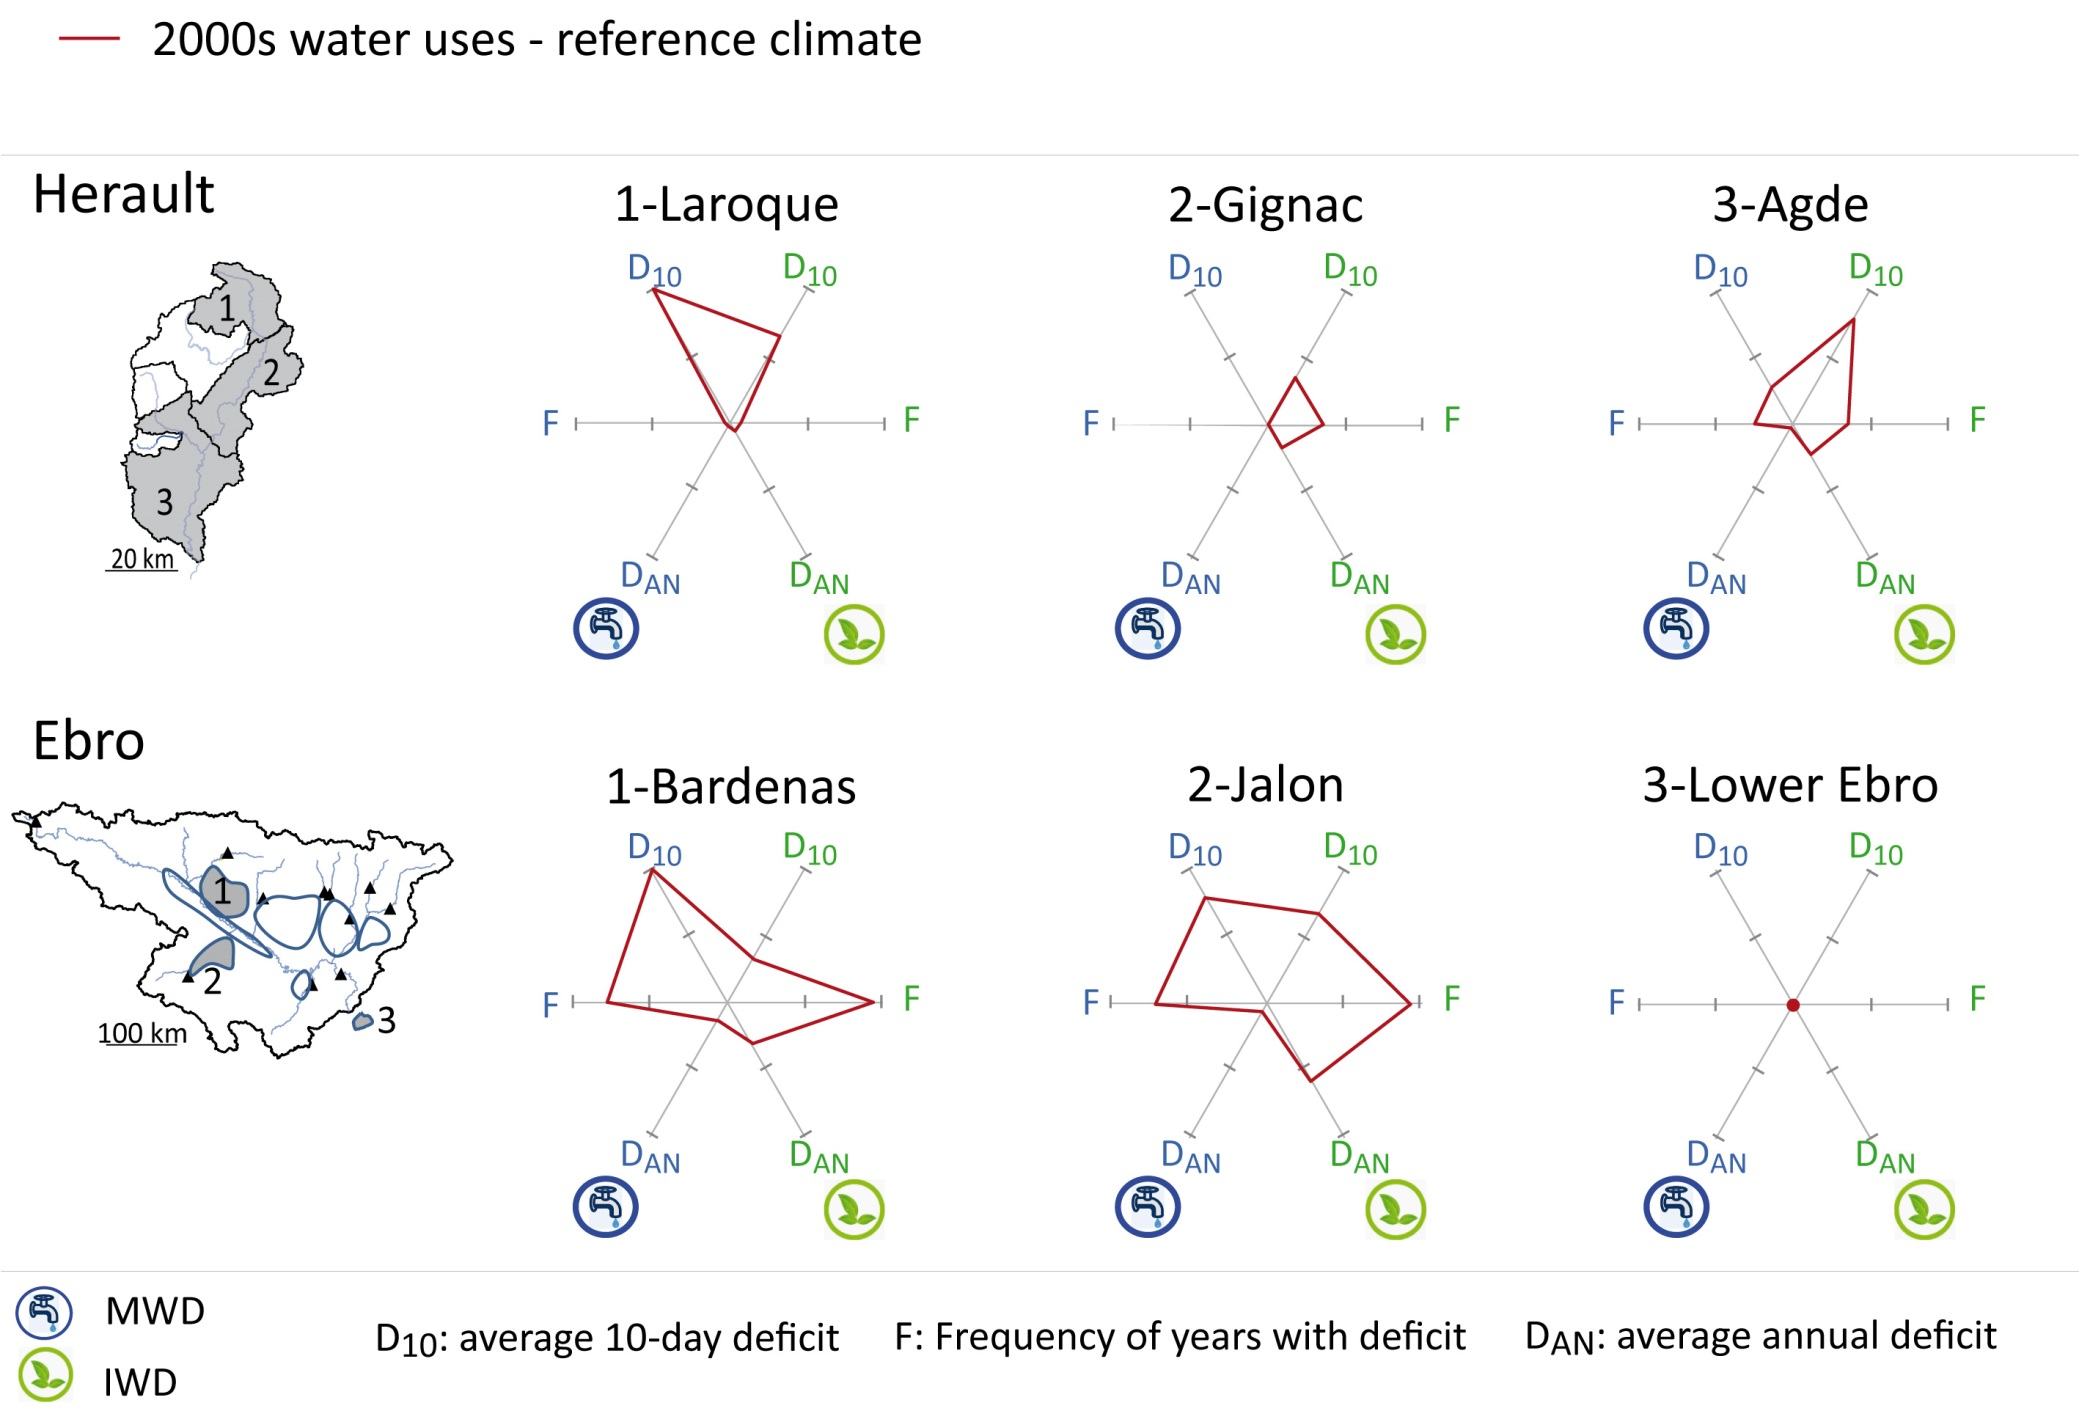 2000s water uses - reference climate
Herault
1-Laroque
2-Gignac
3-Agde
D10 D10
D10 D10
D10 D10
1
2
3
20 km
F F
F F
F F
DAN DAN
DAN DAN
DAN DAN
Ebro
1-Bardenas
2-Jalon
3-Lower Ebro
D10 D10
D10 D10
D10 D10
1
2
3
100 km
F F
F F
F F
DAN DAN
DAN DAN
DAN DAN
MWD
IWD
D10: average 10-day deficit
F: Frequency of years with deficit
DAN: average annual deficit